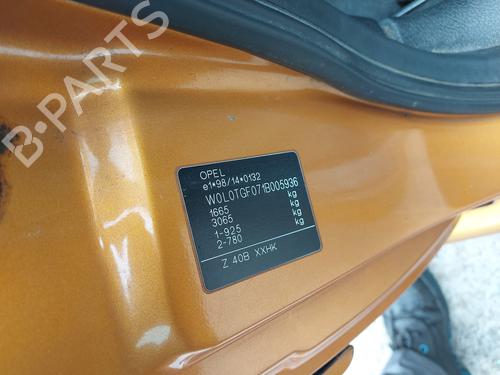 B-PARTS
OPEL
e1*98/14*0132
W0L0TGF071B005936
1665 kg
3065 kg
1-925 kg
2-780 kg
Z 40B XXHK